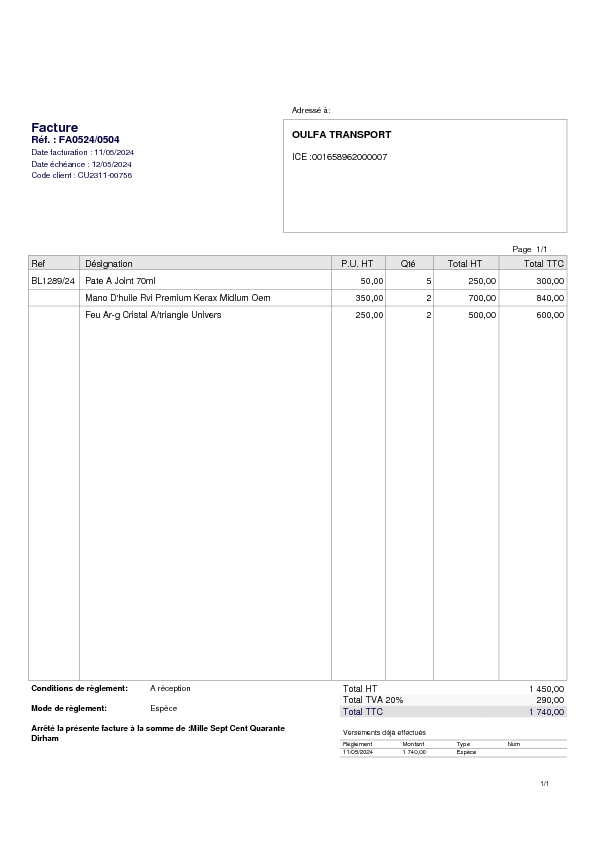 Adressé à:
Facture
Réf. : FA0524/0504
Date facturation : 11/05/2024
Date échéance : 12/05/2024
Code client : CU2311-00756
OULFA TRANSPORT
ICE :001658962000007
Page 1/1
Ref Désignation P.U. HT Qté Total HT Total TTC
BL1289/24 Pate A Joint 70ml 50,00 5 250,00 300,00
Mano D'huile Rvi Premium Kerax Midlum Oem 350,00 2 700,00 840,00
Feu Ar-g Cristal A/triangle Univers 250,00 2 500,00 600,00
Conditions de règlement: A réception
Mode de règlement: Espèce
Arrêté la présente facture à la somme de :Mille Sept Cent Quarante
Dirham
Total HT 1 450,00
Total TVA 20% 290,00
Total TTC 1 740,00
Versements déjà effectués
Règlement Montant Type Num
11/05/2024 1 740,00 Espèce
1/1